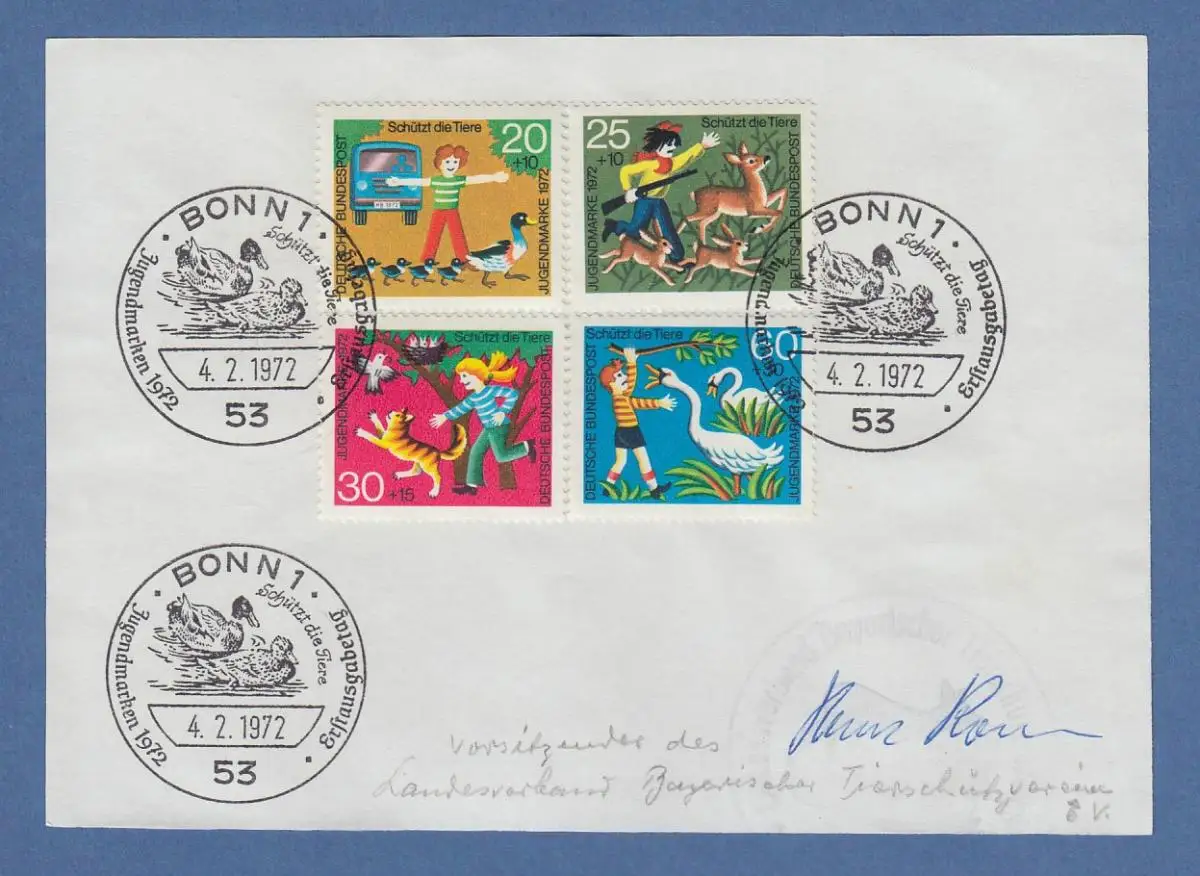 Schützt die Tiere 20
+10
DEUTSCHE BUNDESPOST
JUGENDMARKE 1972
25 Schützt die Tiere
+10
JUGENDMARKE 1972
DEUTSCHE BUNDESPOST
Schützt die Tiere
JUGENDMARKE 1972
DEUTSCHE BUNDESPOST
30 +15
Schützt die Tiere
60
DEUTSCHE BUNDESPOST
JUGENDMARKE 1972
BONN 1
Schützt die Tiere
Jugendmarken 1972
Erstausgabetag
4. 2. 1972
53
BONN 1
Schützt die Tiere
Erstausgabetag
4. 2. 1972
53
BONN 1
Schützt die Tiere
Jugendmarken 1972
Erstausgabetag
4. 2. 1972
53
Vorsitzender des
Landesverband Bayerischer Tierschutzvereine
e.V.